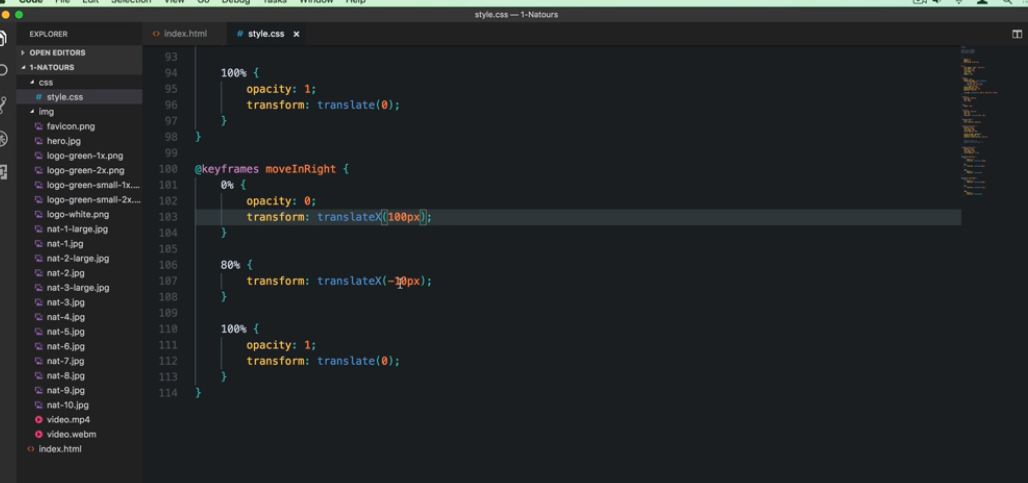 Code File Edit Selection View Go Debug Tasks Window Help
style.css — 1-Natours
EXPLORER
index.html
# style.css ×
OPEN EDITORS
1-NATOURS
css
# style.css
img
favicon.png
hero.jpg
logo-green-1x.png
logo-green-2x.png
logo-green-small-1x....
logo-green-small-2x....
logo-white.png
nat-1-large.jpg
nat-1.jpg
nat-2-large.jpg
nat-2.jpg
nat-3-large.jpg
nat-3.jpg
nat-4.jpg
nat-5.jpg
nat-6.jpg
nat-7.jpg
nat-8.jpg
nat-9.jpg
nat-10.jpg
video.mp4
video.webm
index.html
93
94 100% {
95 opacity: 1;
96 transform: translate(0);
97 }
98 }
99
100 @keyframes moveInRight {
101 0% {
102 opacity: 0;
103 transform: translateX(100px);
104 }
105
106 80% {
107 transform: translateX(-10px);
108 }
109
110 100% {
111 opacity: 1;
112 transform: translate(0);
113 }
114 }